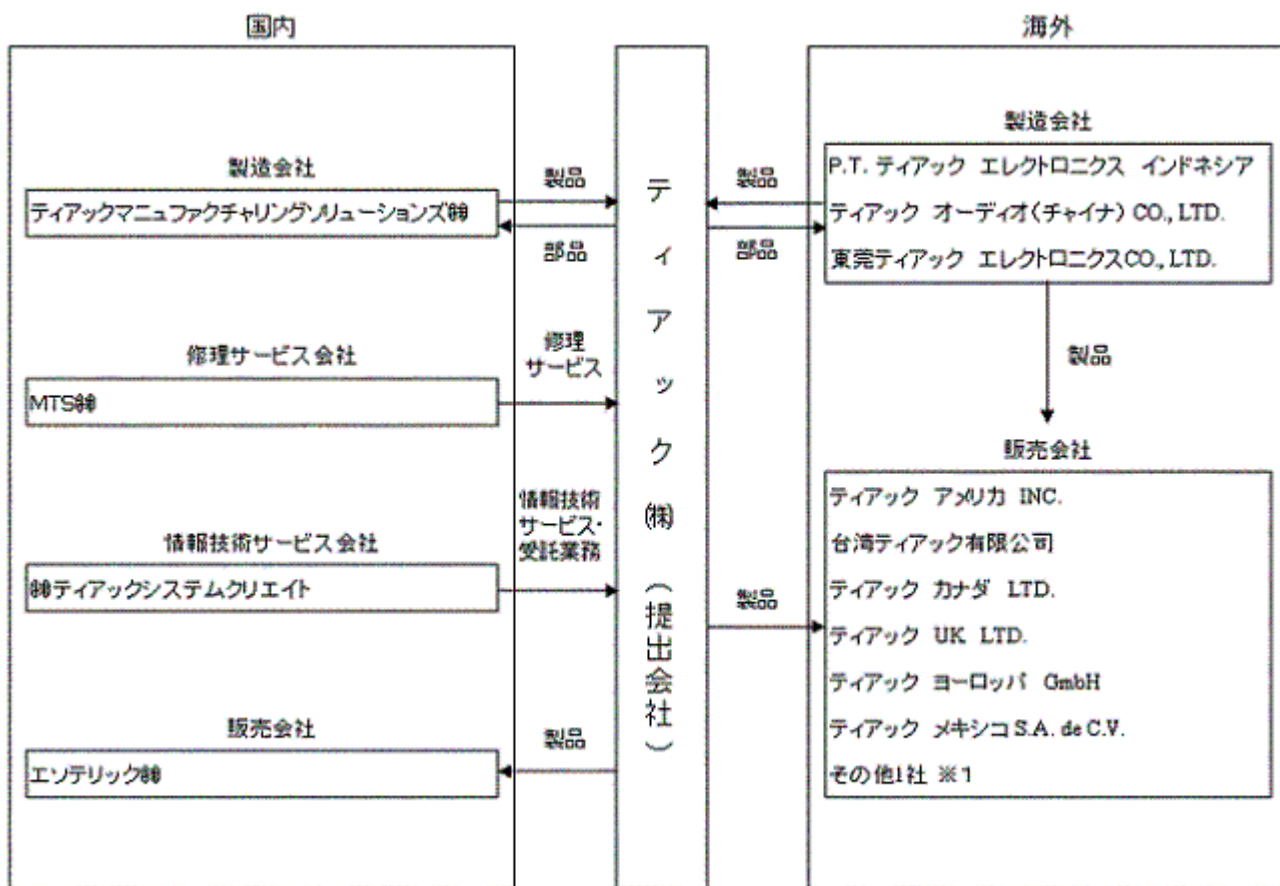 国内
製造会社
ティアックマニュファクチャリングソリューションズ㈱
修理サービス会社
MTS㈱
情報技術サービス会社
㈱ティアックシステムクリエイト
販売会社
エソテリック㈱
製品
部品
修理
サービス
情報技術
サービス・
受託業務
製品
ティアック㈱(提出会社)
製品
部品
製品
海外
製造会社
P.T. ティアック エレクトロニクス インドネシア
ティアック オーディオ(チャイナ) CO., LTD.
東莞ティアック エレクトロニクスCO., LTD.
製品
販売会社
ティアック アメリカ INC.
台湾ティアック有限公司
ティアック カナダ LTD.
ティアック UK LTD.
ティアック ヨーロッパ GmbH
ティアック メキシコ S.A. de C.V.
その他1社 ※1